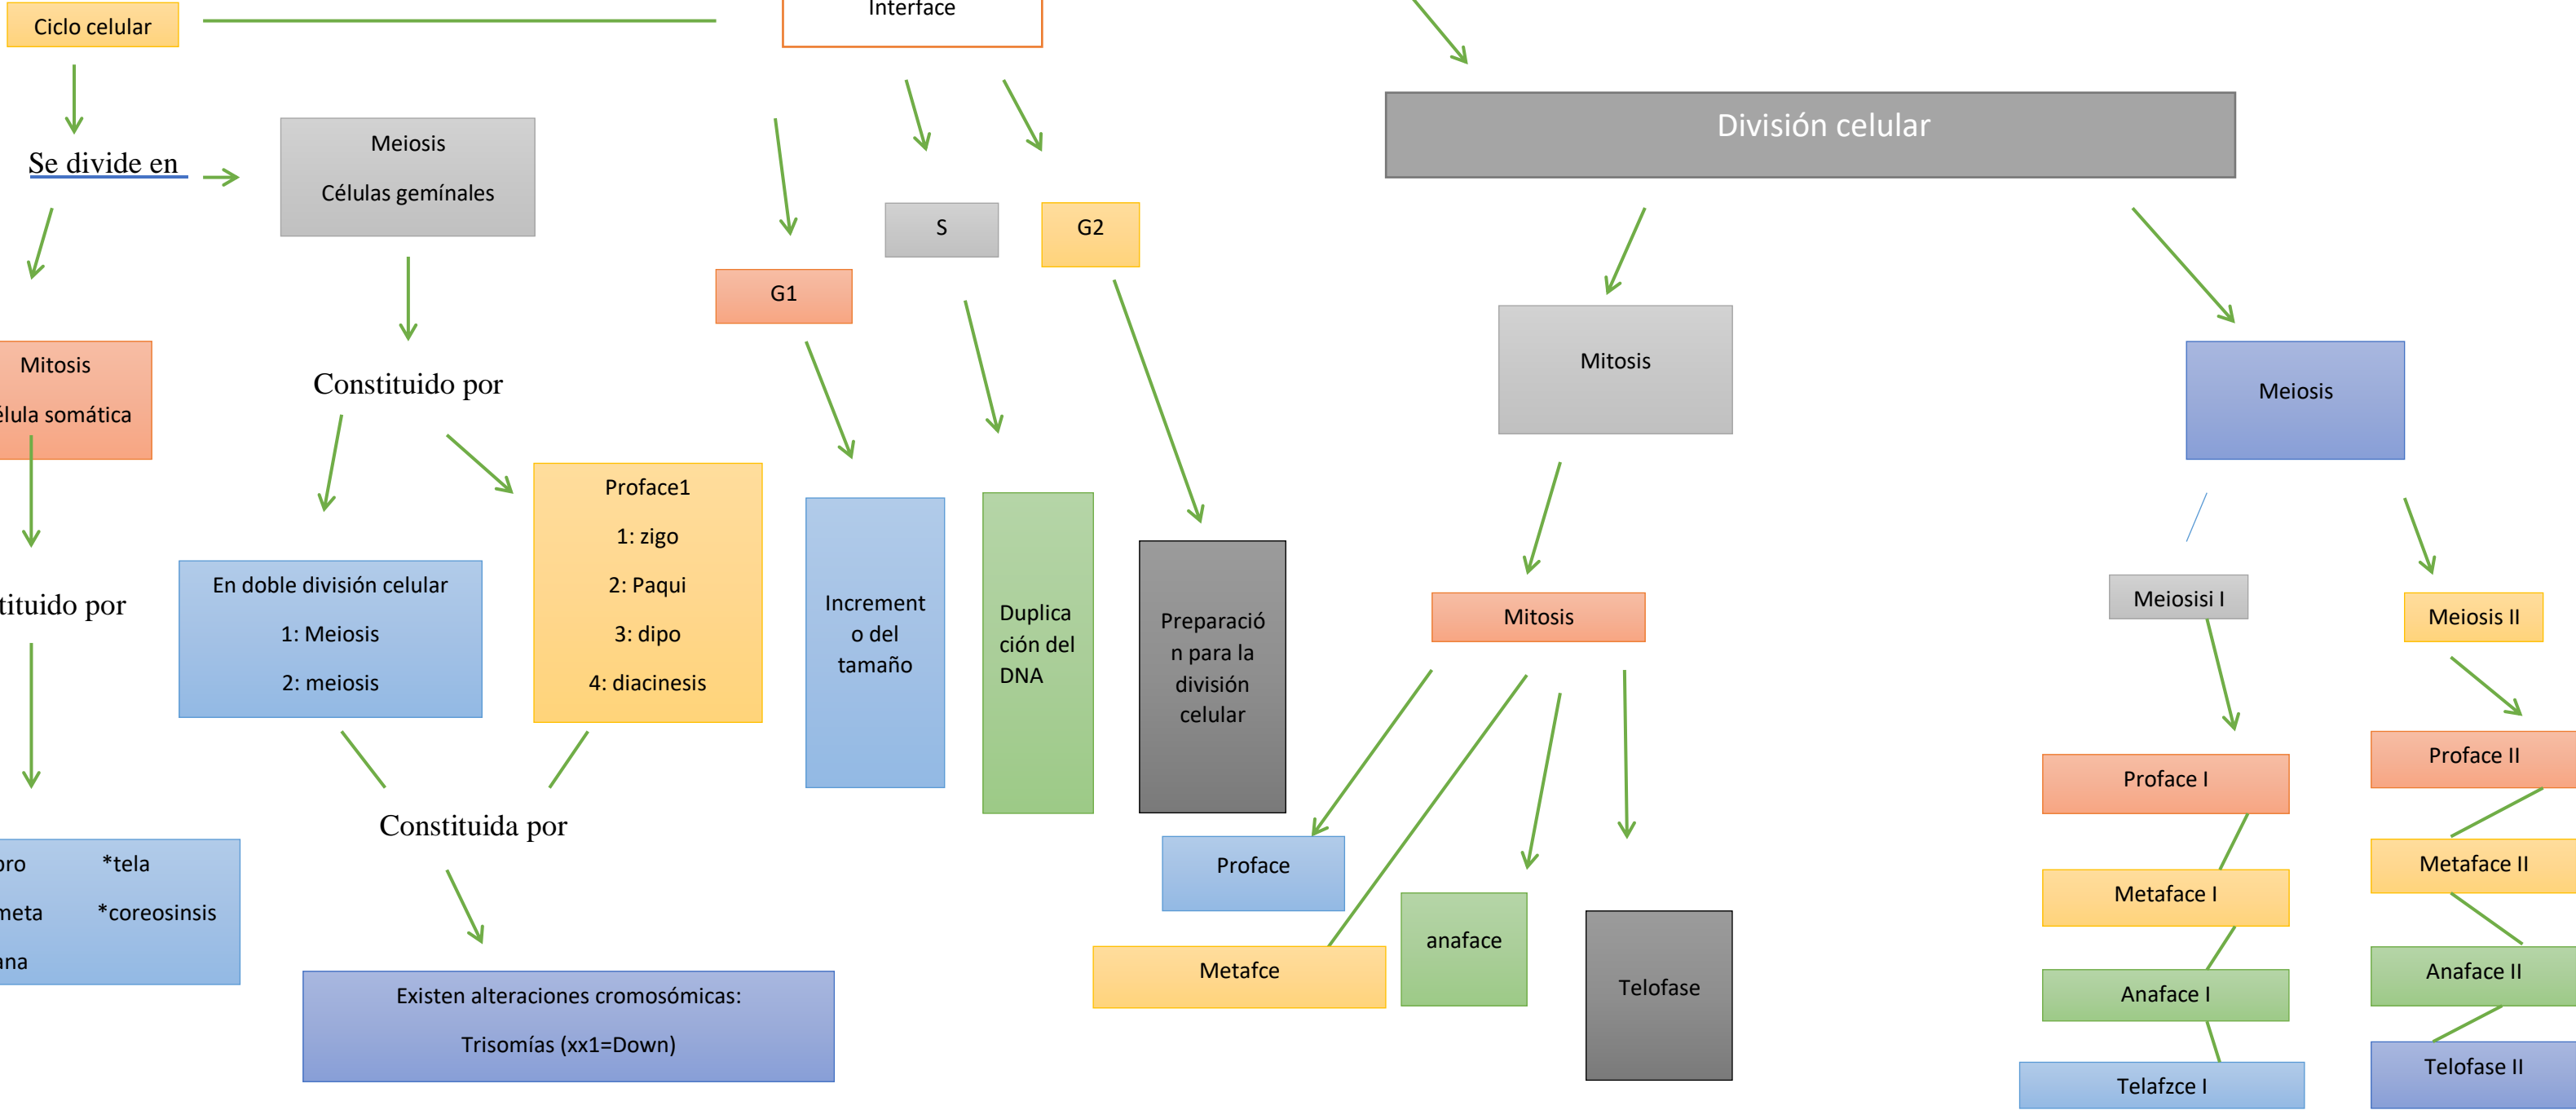 Ciclo celular
Interface
División celular
Se divide en
Meiosis
Células gemínales
S
G2
G1
Mitosis
élula somática
Constituido por
Mitosis
Meiosis
Proface1
1: zigo
2: Paqui
3: dipo
4: diacinesis
En doble división celular
1: Meiosis
2: meiosis
tituido por
Increment
o del
tamaño
Duplica
ción del
DNA
Preparació
n para la
división
celular
Mitosis
Meiosisi I
Meiosis II
Constituida por
Proface I
Proface II
Proface
Metaface I
Metaface II
oro *tela
meta *coreosinsis
ana
Metafce
anaface
Telofase
Anaface I
Anaface II
Existen alteraciones cromosómicas:
Trisomías (xx1=Down)
Telafzce I
Telofase II